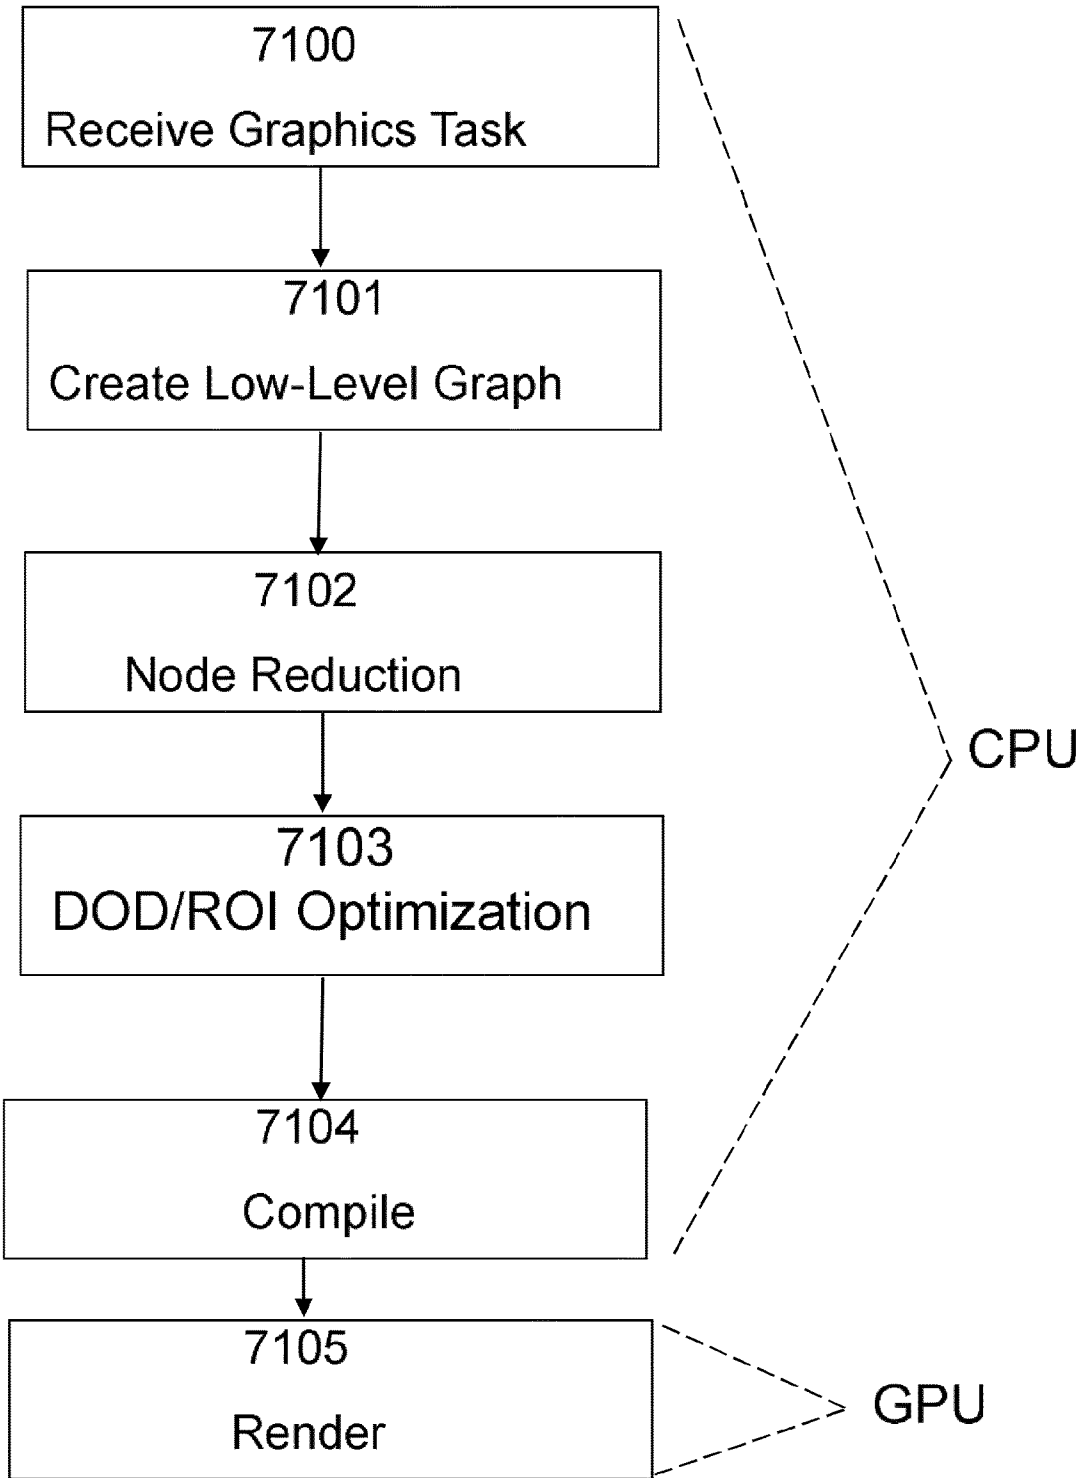 7100
Receive Graphics Task
7101
Create Low-Level Graph
7102
Node Reduction
CPU
7103
DOD/ROI Optimization
7104
Compile
7105
Render
GPU